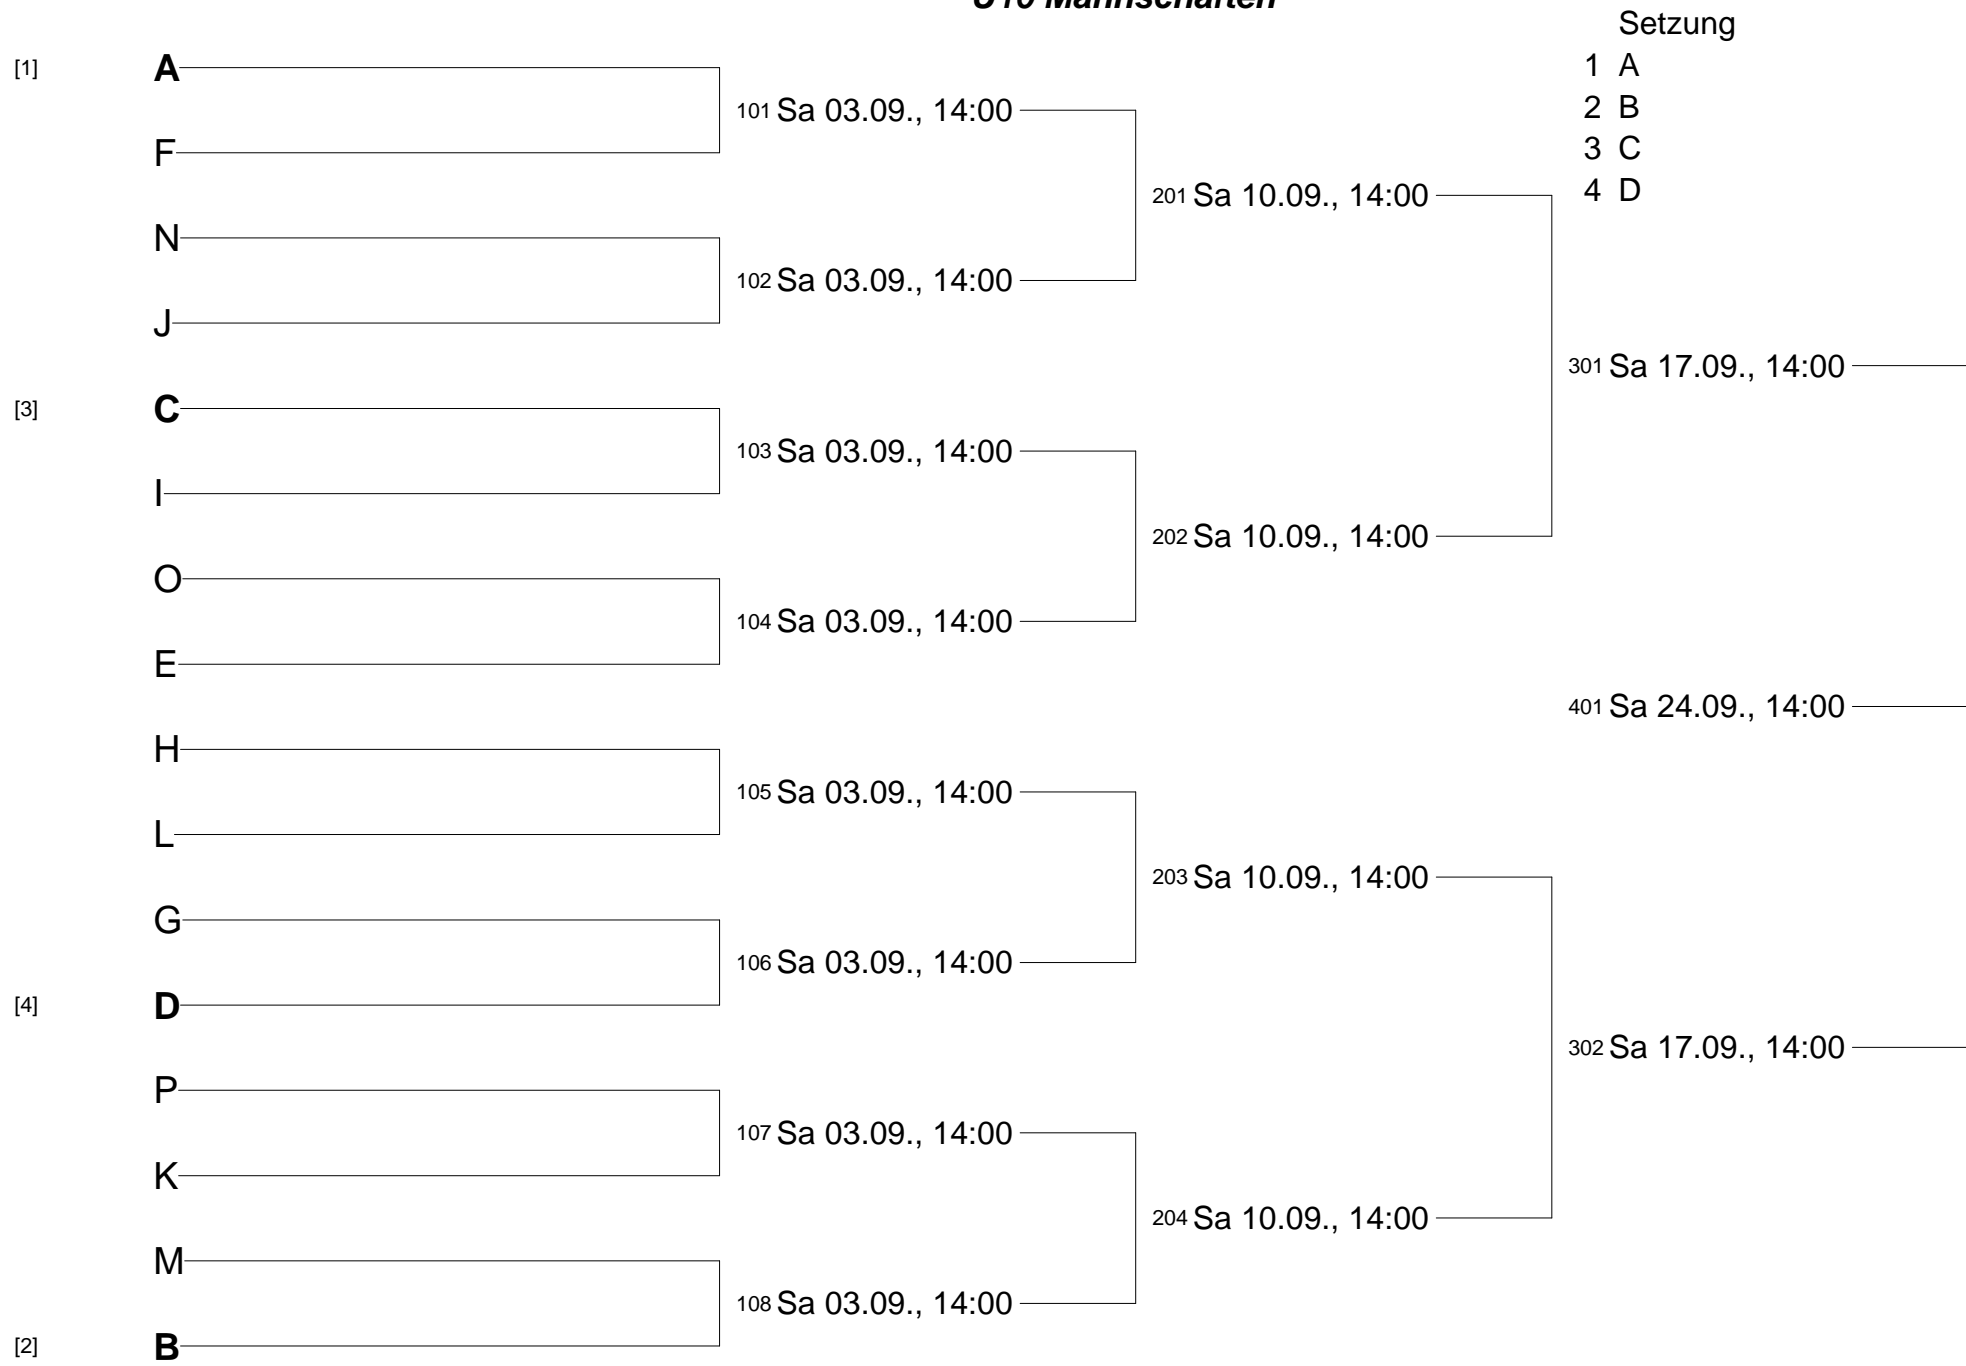 U10 Mannschaften
Setzung
1 A
2 B
3 C
4 D
[1] A
101 Sa 03.09., 14:00
F
201 Sa 10.09., 14:00
N
102 Sa 03.09., 14:00
J
301 Sa 17.09., 14:00
[3] C
103 Sa 03.09., 14:00
I
202 Sa 10.09., 14:00
O
104 Sa 03.09., 14:00
E
401 Sa 24.09., 14:00
H
105 Sa 03.09., 14:00
L
203 Sa 10.09., 14:00
G
106 Sa 03.09., 14:00
[4] D
302 Sa 17.09., 14:00
P
107 Sa 03.09., 14:00
K
204 Sa 10.09., 14:00
M
108 Sa 03.09., 14:00
[2] B